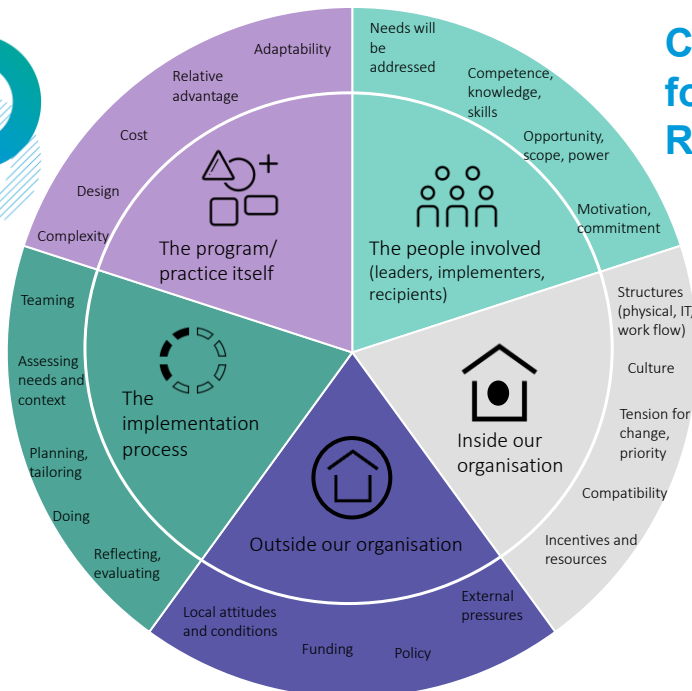 C
fo
R
Adaptability
Relative
advantage
Cost
Design
Complexity
The program/
practice itself
Needs will
be
addressed
Competence,
knowledge,
skills
Opportunity,
scope, power
Motivation,
commitment
The people involved
(leaders, implementers,
recipients)
Structures
(physical, IT,
work flow)
Culture
Tension for
change,
priority
Compatibility
Incentives and
resources
Inside our
organisation
External
pressures
Policy
Funding
Local attitudes
and conditions
Outside our organisation
Teaming
Assessing
needs and
context
Planning,
tailoring
Doing
Reflecting,
evaluating
The
implementation
process